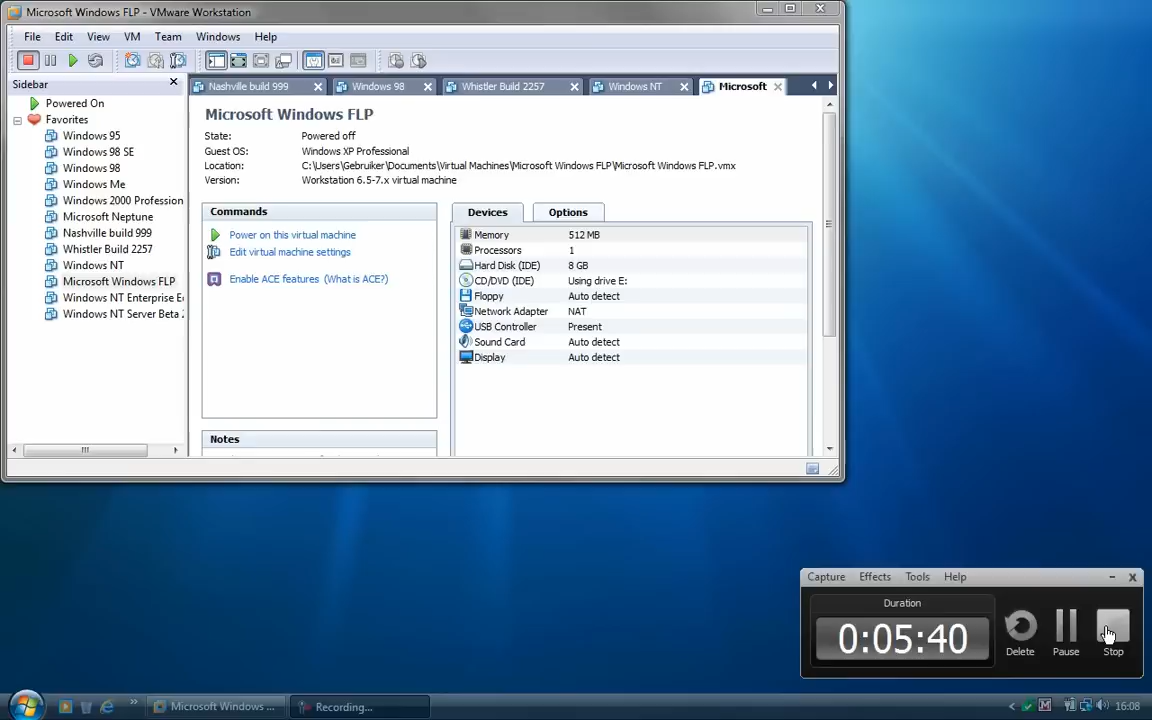 Microsoft Windows FLP - VMware Workstation
File Edit View VM Team Windows Help
Sidebar
Nashville build 999
Windows 98
Whistler Build 2257
Windows NT
Microsoft
Powered On
Favorites
Windows 95
Windows 98 SE
Windows 98
Windows Me
Windows 2000 Profession
Microsoft Neptune
Nashville build 999
Whistler Build 2257
Windows NT
Microsoft Windows FLP
Windows NT Enterprise E
Windows NT Server Beta 2
Microsoft Windows FLP
State: Powered off
Guest OS: Windows XP Professional
Location: C:\Users\Gebruiker\Documents\Virtual Machines\Microsoft Windows FLP\Microsoft Windows FLP.vmx
Version: Workstation 6.5-7.x virtual machine
Commands
Power on this virtual machine
Edit virtual machine settings
Enable ACE features (What is ACE?)
Notes
Devices Options
Memory 512 MB
Processors 1
Hard Disk (IDE) 8 GB
CD/DVD (IDE) Using drive E:
Floppy Auto detect
Network Adapter NAT
USB Controller Present
Sound Card Auto detect
Display Auto detect
Capture Effects Tools Help
Duration
0:05:40
Delete Pause Stop
Microsoft Windows ...
Recording...
16:08